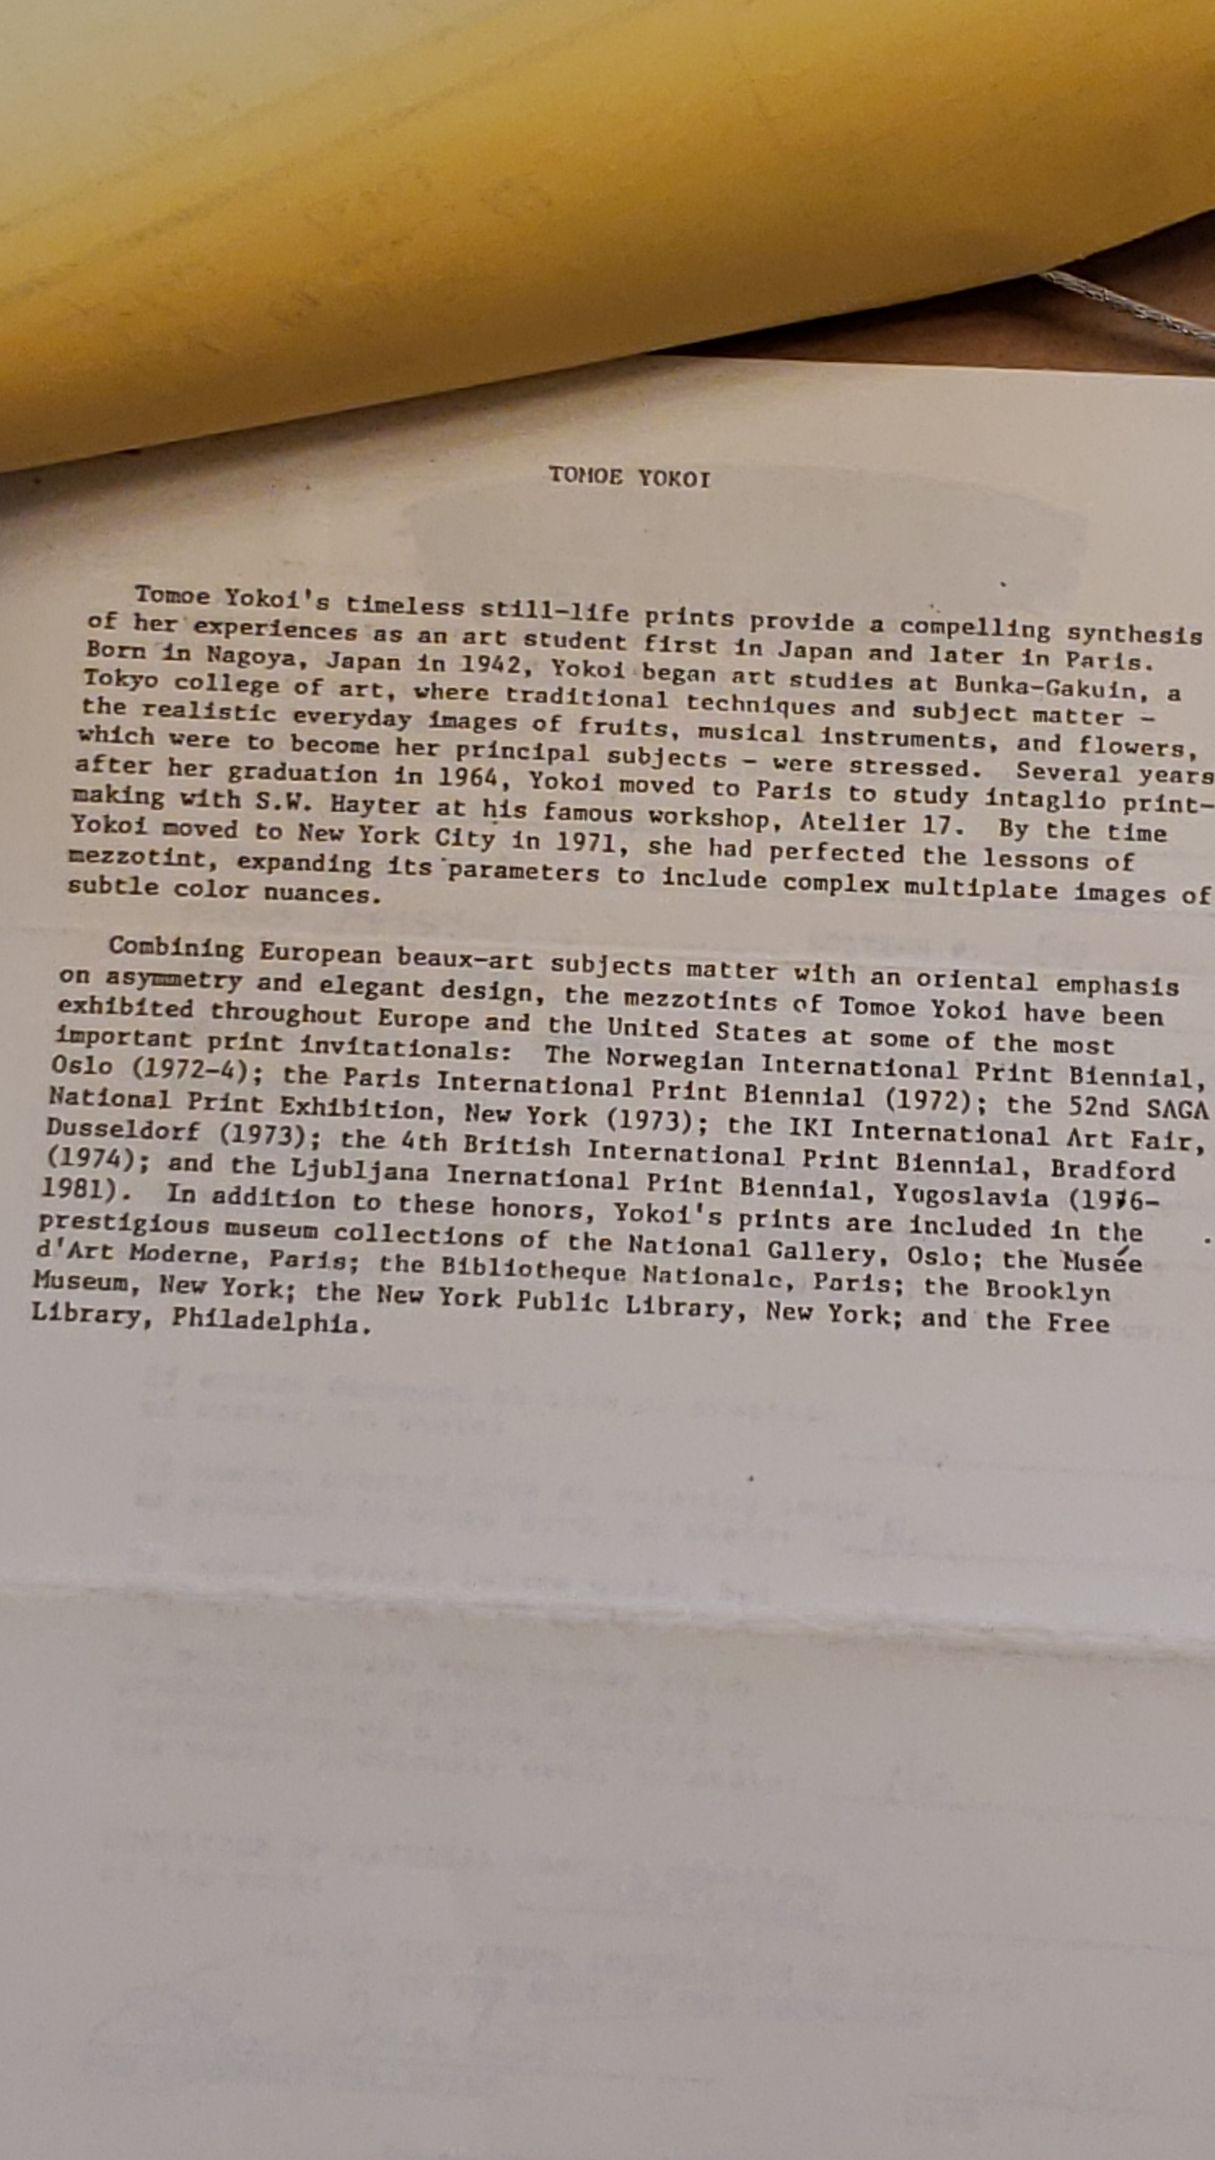 TOMOE YOKOI
Tomoe Yokoi's timeless still-life prints provide a compelling synthesis
of her experiences as an art student first in Japan and later in Paris.
Born in Nagoya, Japan in 1942, Yokoi began art studies at Bunka-Gakuin, a
Tokyo college of art, where traditional techniques and subject matter -
the realistic everyday images of fruits, musical instruments, and flowers,
which were to become her principal subjects - were stressed.  Several years
after her graduation in 1964, Yokoi moved to Paris to study intaglio print-
making with S.W. Hayter at his famous workshop, Atelier 17.  By the time
Yokoi moved to New York City in 1971, she had perfected the lessons of
mezzotint, expanding its parameters to include complex multiplate images of
subtle color nuances.
Combining European beaux-art subjects matter with an oriental emphasis
on asymmetry and elegant design, the mezzotints of Tomoe Yokoi have been
exhibited throughout Europe and the United States at some of the most
important print invitationals:  The Norwegian International Print Biennial,
Oslo (1972-4); the Paris International Print Biennial (1972); the 52nd SAGA
National Print Exhibition, New York (1973); the IKI International Art Fair,
Dusseldorf (1973); the 4th British International Print Biennial, Bradford
(1974); and the Ljubljana Inernational Print Biennial, Yugoslavia (1976-
1981).  In addition to these honors, Yokoi's prints are included in the
prestigious museum collections of the National Gallery, Oslo; the Musée
d'Art Moderne, Paris; the Bibliotheque Nationale, Paris; the Brooklyn
Museum, New York; the New York Public Library, New York; and the Free
Library, Philadelphia.